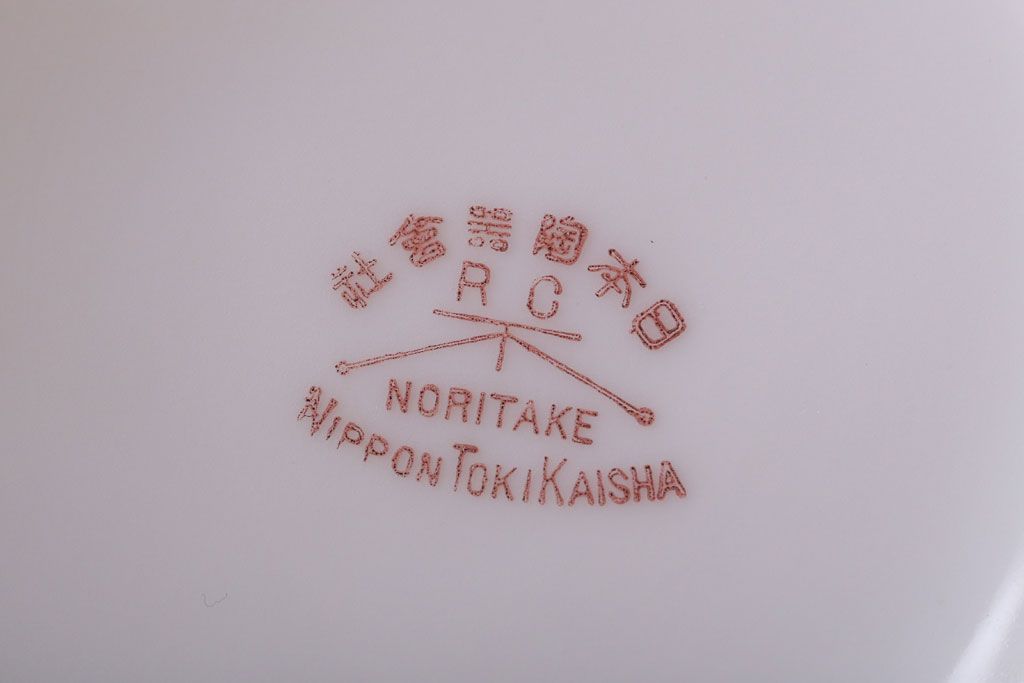 日本陶器會社
RC
NORITAKE
NIPPON TOKI KAISHA